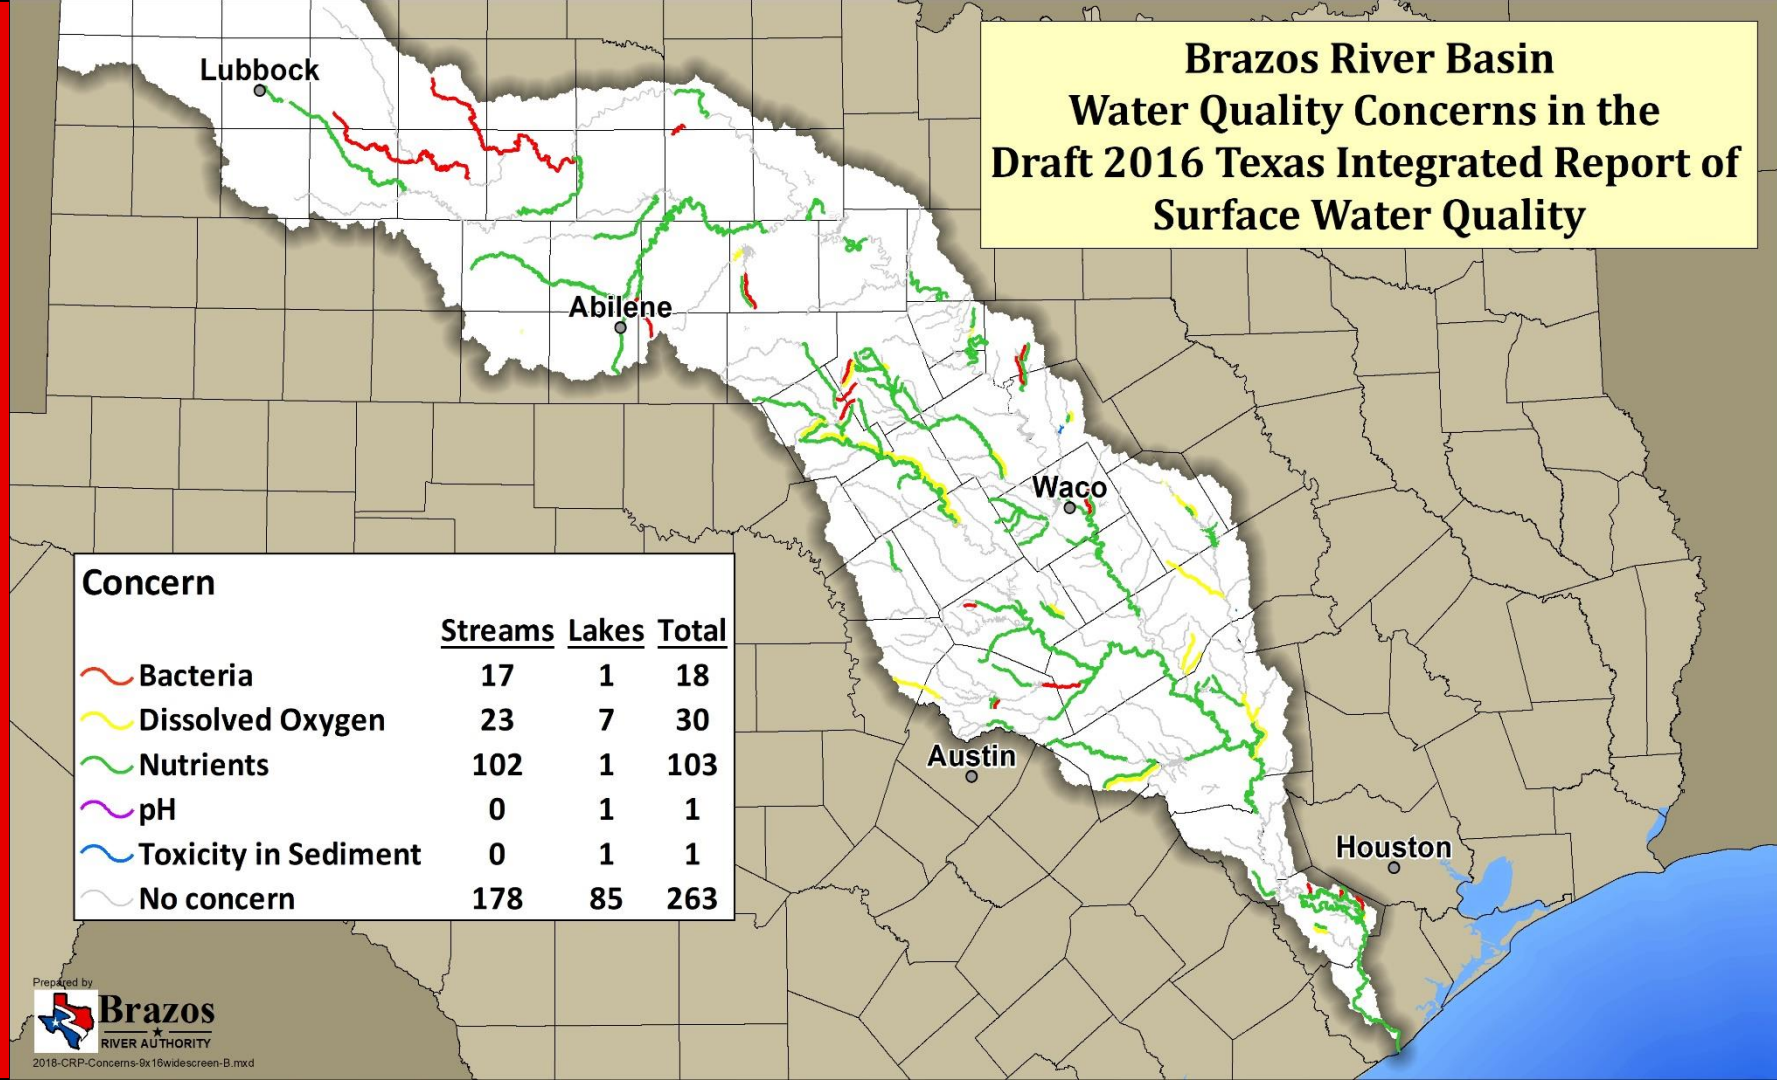 Brazos River Basin
Water Quality Concerns in the
Draft 2016 Texas Integrated Report of
Surface Water Quality
Lubbock
Abilene
Waco
Austin
Houston
Concern
Streams Lakes Total
Bacteria 17 1 18
Dissolved Oxygen 23 7 30
Nutrients 102 1 103
pH 0 1 1
Toxicity in Sediment 0 1 1
No concern 178 85 263
Prepared by
Brazos
RIVER AUTHORITY
2018-CRP-Concerns-9x16widescreen-B.mxd